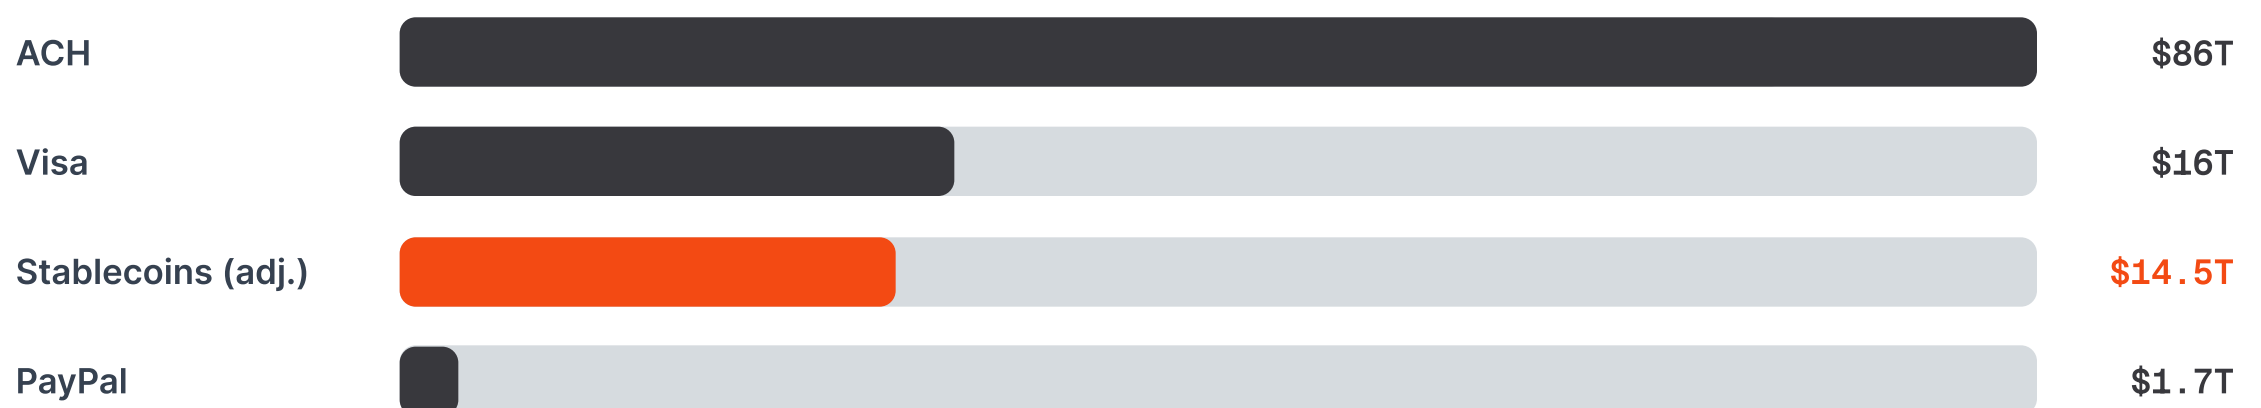 ACH $86T
Visa $16T
Stablecoins (adj.) $14.5T
PayPal $1.7T